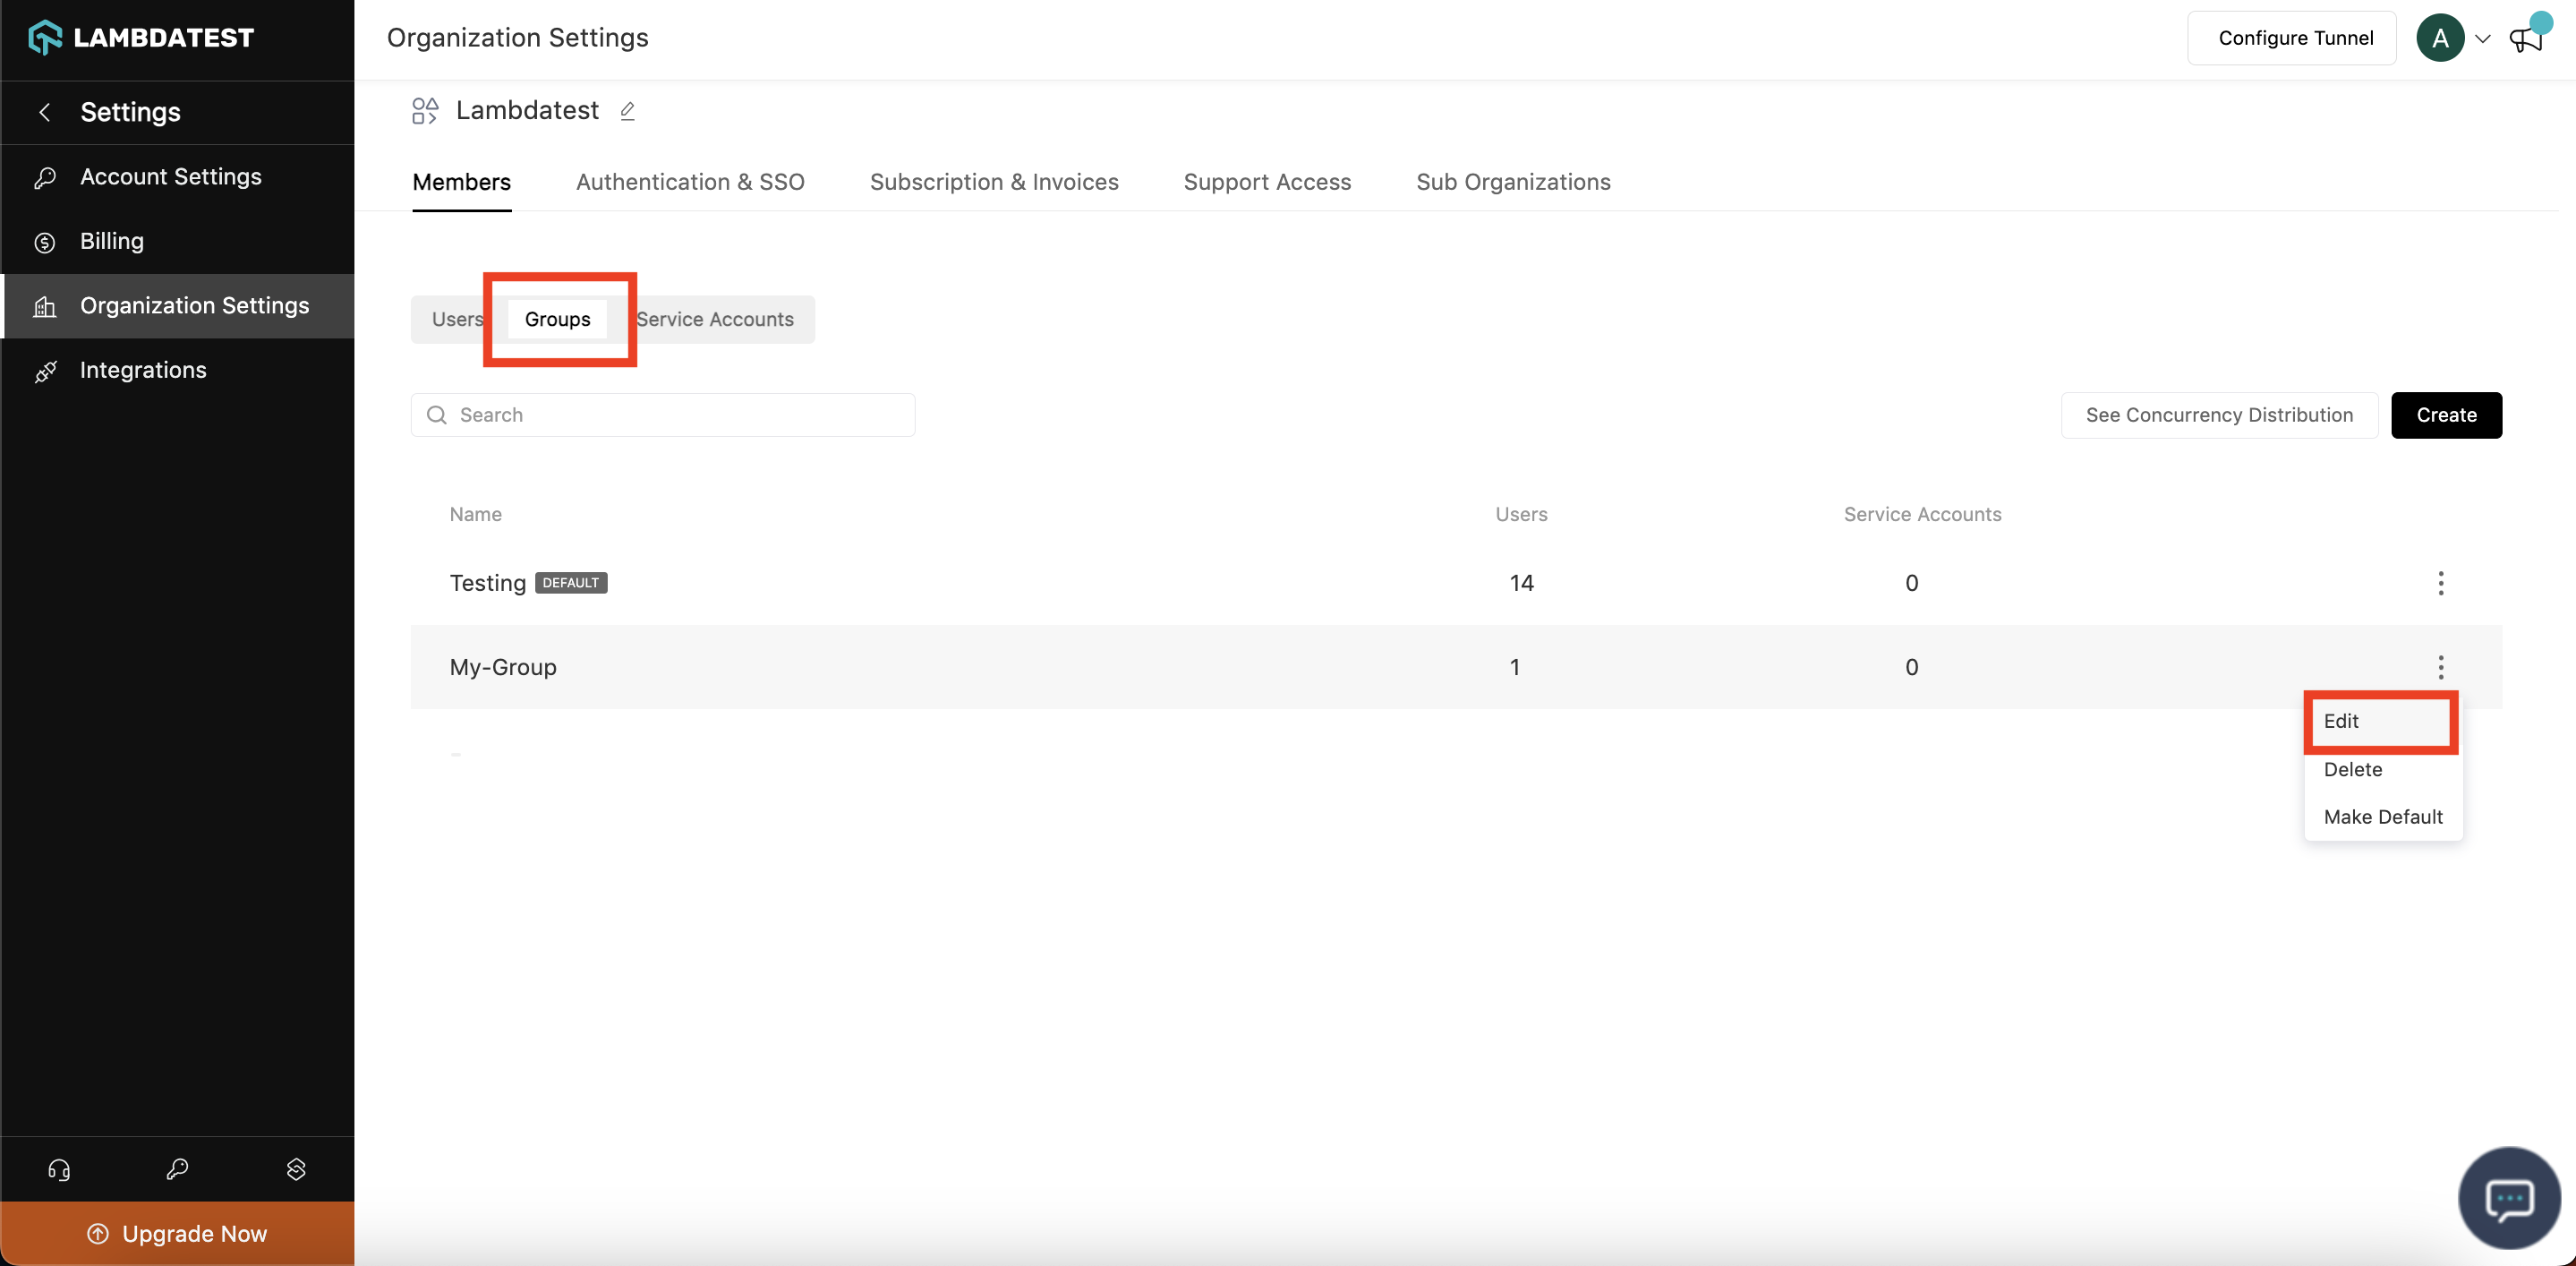 LAMBDATEST
Organization Settings
Configure Tunnel
A
Settings
Lambdatest
Account Settings
Members Authentication & SSO Subscription & Invoices Support Access Sub Organizations
Billing
Organization Settings
Users Groups Service Accounts
Integrations
Search
See Concurrency Distribution Create
Name Users Service Accounts
Testing DEFAULT 14 0
My-Group 1 0
Edit
Delete
Make Default
Upgrade Now